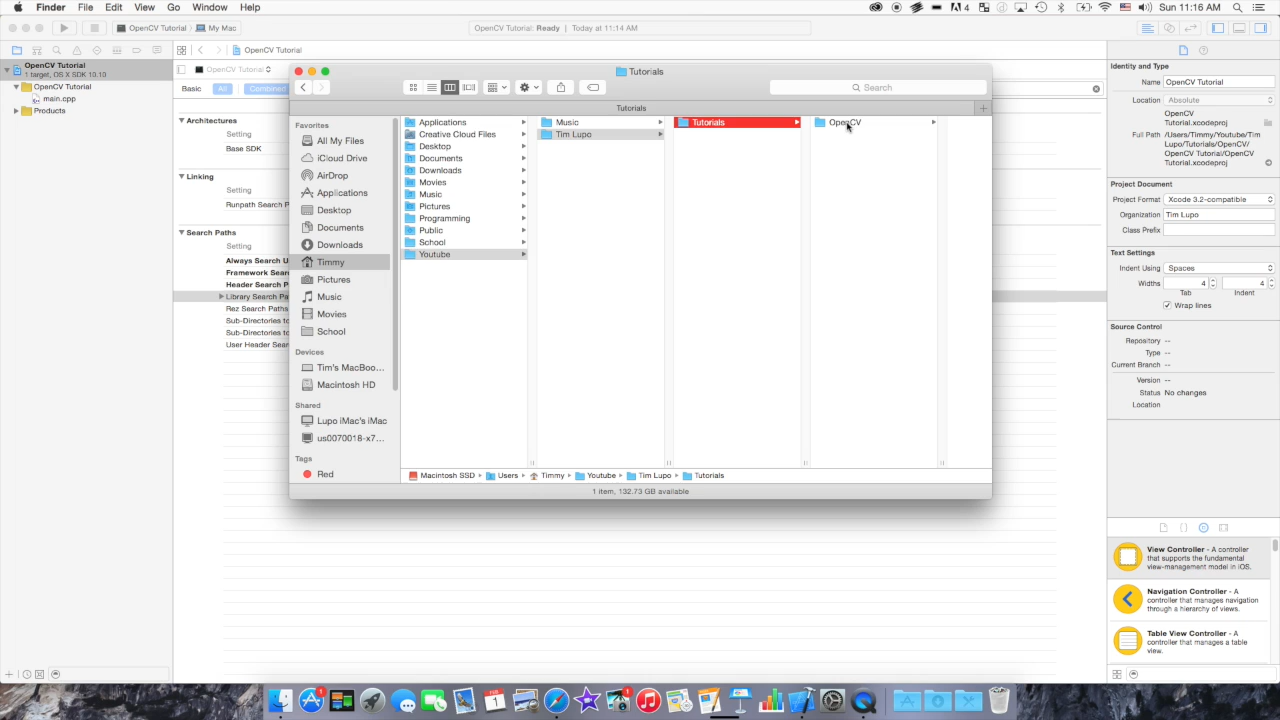 Finder File Edit View Go Window Help
4
Sun 11:16 AM
OpenCV Tutorial My Mac
OpenCV Tutorial: Ready Today at 11:14 AM
OpenCV Tutorial
1 target, OS X SDK 10.10
OpenCV Tutorial
main.cpp
Products
OpenCV Tutorial
OpenCV Tutorial
Basic All Combined
Architectures
Setting
Base SDK
Linking
Setting
Runpath Search P
Search Paths
Setting
Always Search U
Framework Sear
Header Search P
Library Search Pa
Rez Search Paths
Sub-Directories to
Sub-Directories to
User Header Sear
Tutorials
Search
Tutorials
Favorites
All My Files
iCloud Drive
AirDrop
Applications
Desktop
Documents
Downloads
Timmy
Pictures
Music
Movies
School
Devices
Tim's MacBoo...
Macintosh HD
Shared
Lupo iMac's iMac
us0070018-x7...
Tags
Red
Applications
Creative Cloud Files
Desktop
Documents
Downloads
Movies
Music
Pictures
Programming
Public
School
Youtube
Music
Tim Lupo
Tutorials
OpenCV
Macintosh SSD Users Timmy Youtube Tim Lupo Tutorials
1 item, 132.73 GB available
Identity and Type
Name OpenCV Tutorial
Location Absolute
OpenCV
Tutorial.xcodeproj
Full Path /Users/Timmy/Youtube/Tim
Lupo/Tutorials/OpenCV/
OpenCV Tutorial/OpenCV
Tutorial.xcodeproj
Project Document
Project Format Xcode 3.2-compatible
Organization Tim Lupo
Class Prefix
Text Settings
Indent Using Spaces
Widths 4 4
Tab Indent
Wrap lines
Source Control
Repository --
Type --
Current Branch --
Version --
Status No changes
Location
View Controller - A controller
that supports the fundamental
view-management model in iOS.
Navigation Controller - A
controller that manages navigation
through a hierarchy of views.
Table View Controller - A
controller that manages a table
view.